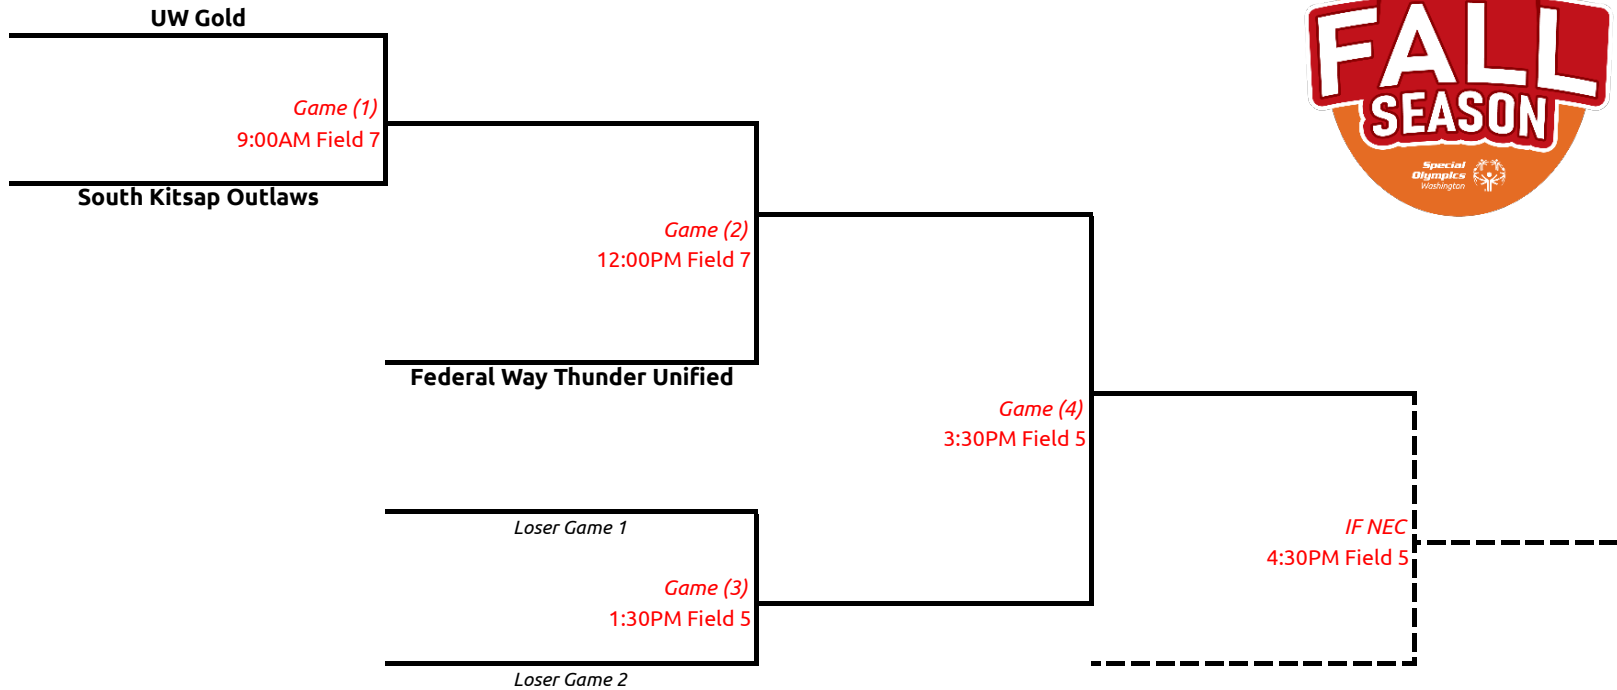 UW Gold
Game (1)
9:00AM Field 7
South Kitsap Outlaws
FALL
SEASON
Special
Olympics
Washington
Game (2)
12:00PM Field 7
Federal Way Thunder Unified
Game (4)
3:30PM Field 5
Loser Game 1
IF NEC
4:30PM Field 5
Game (3)
1:30PM Field 5
Loser Game 2